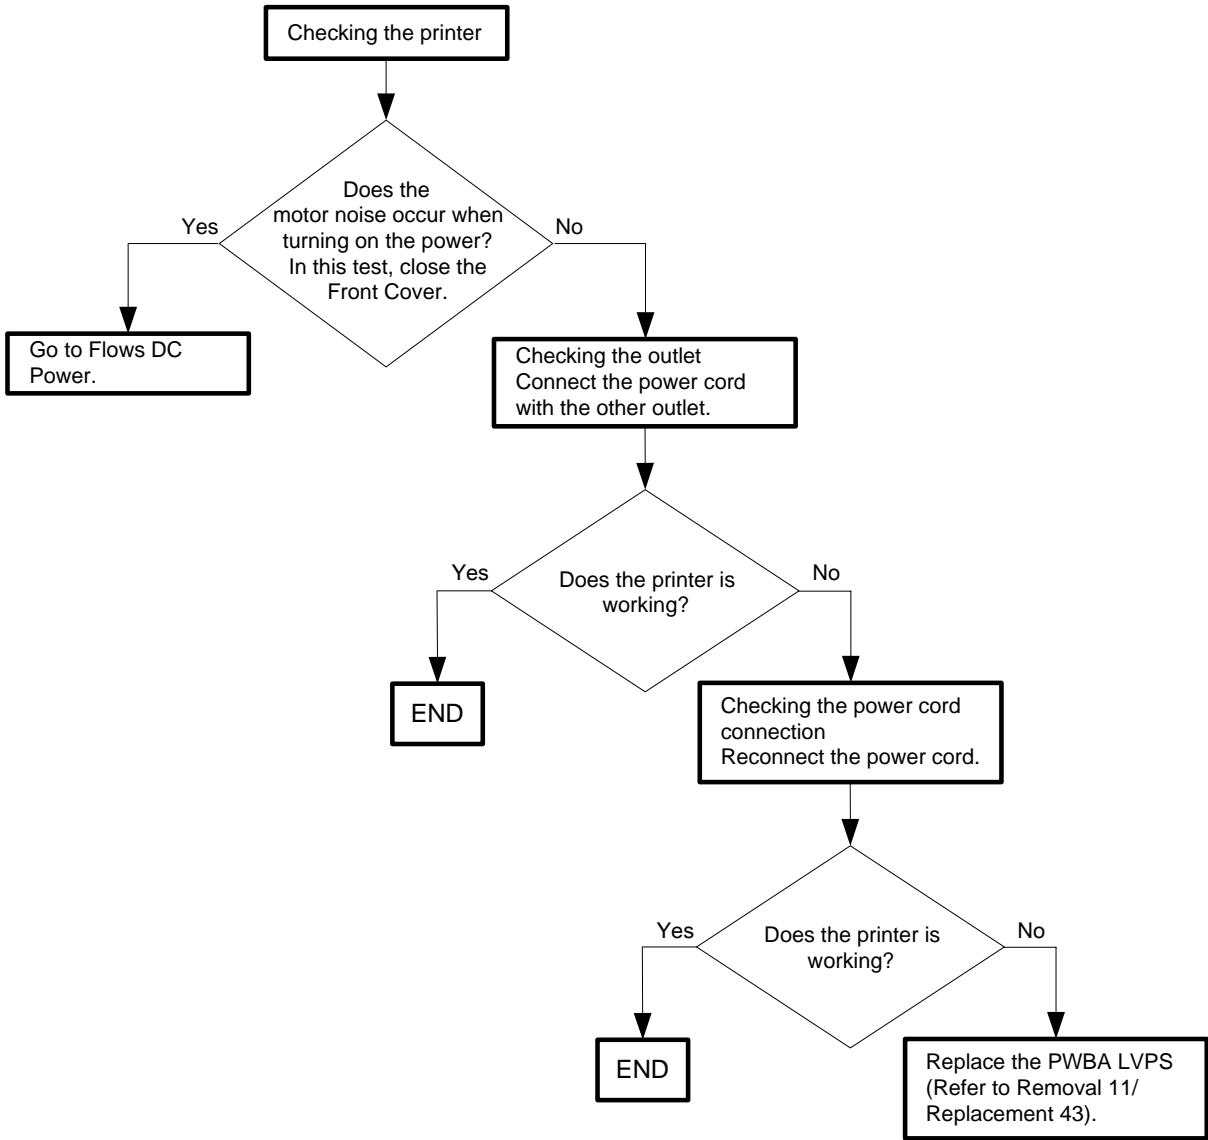 Checking the printer
Does the
motor noise occur when
turning on the power?
In this test, close the
Front Cover.
Yes
No
Go to Flows DC
Power.
Checking the outlet
Connect the power cord
with the other outlet.
Does the printer is
working?
Yes
No
END
Checking the power cord
connection
Reconnect the power cord.
Does the printer is
working?
Yes
No
END
Replace the PWBA LVPS
(Refer to Removal 11/
Replacement 43).